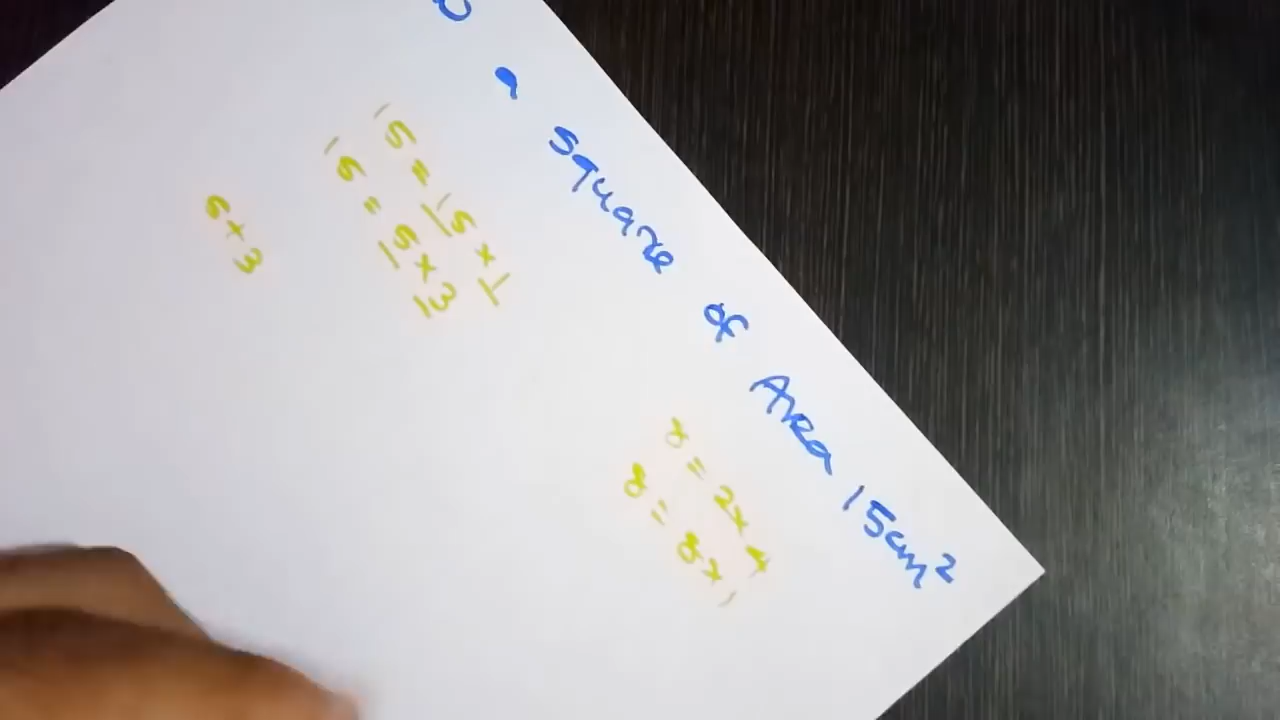 a square of Area 15cm²
15 = 15 × 1
15 = 5 × 3
5+3
8 = 2× 4
8 = 8× 1